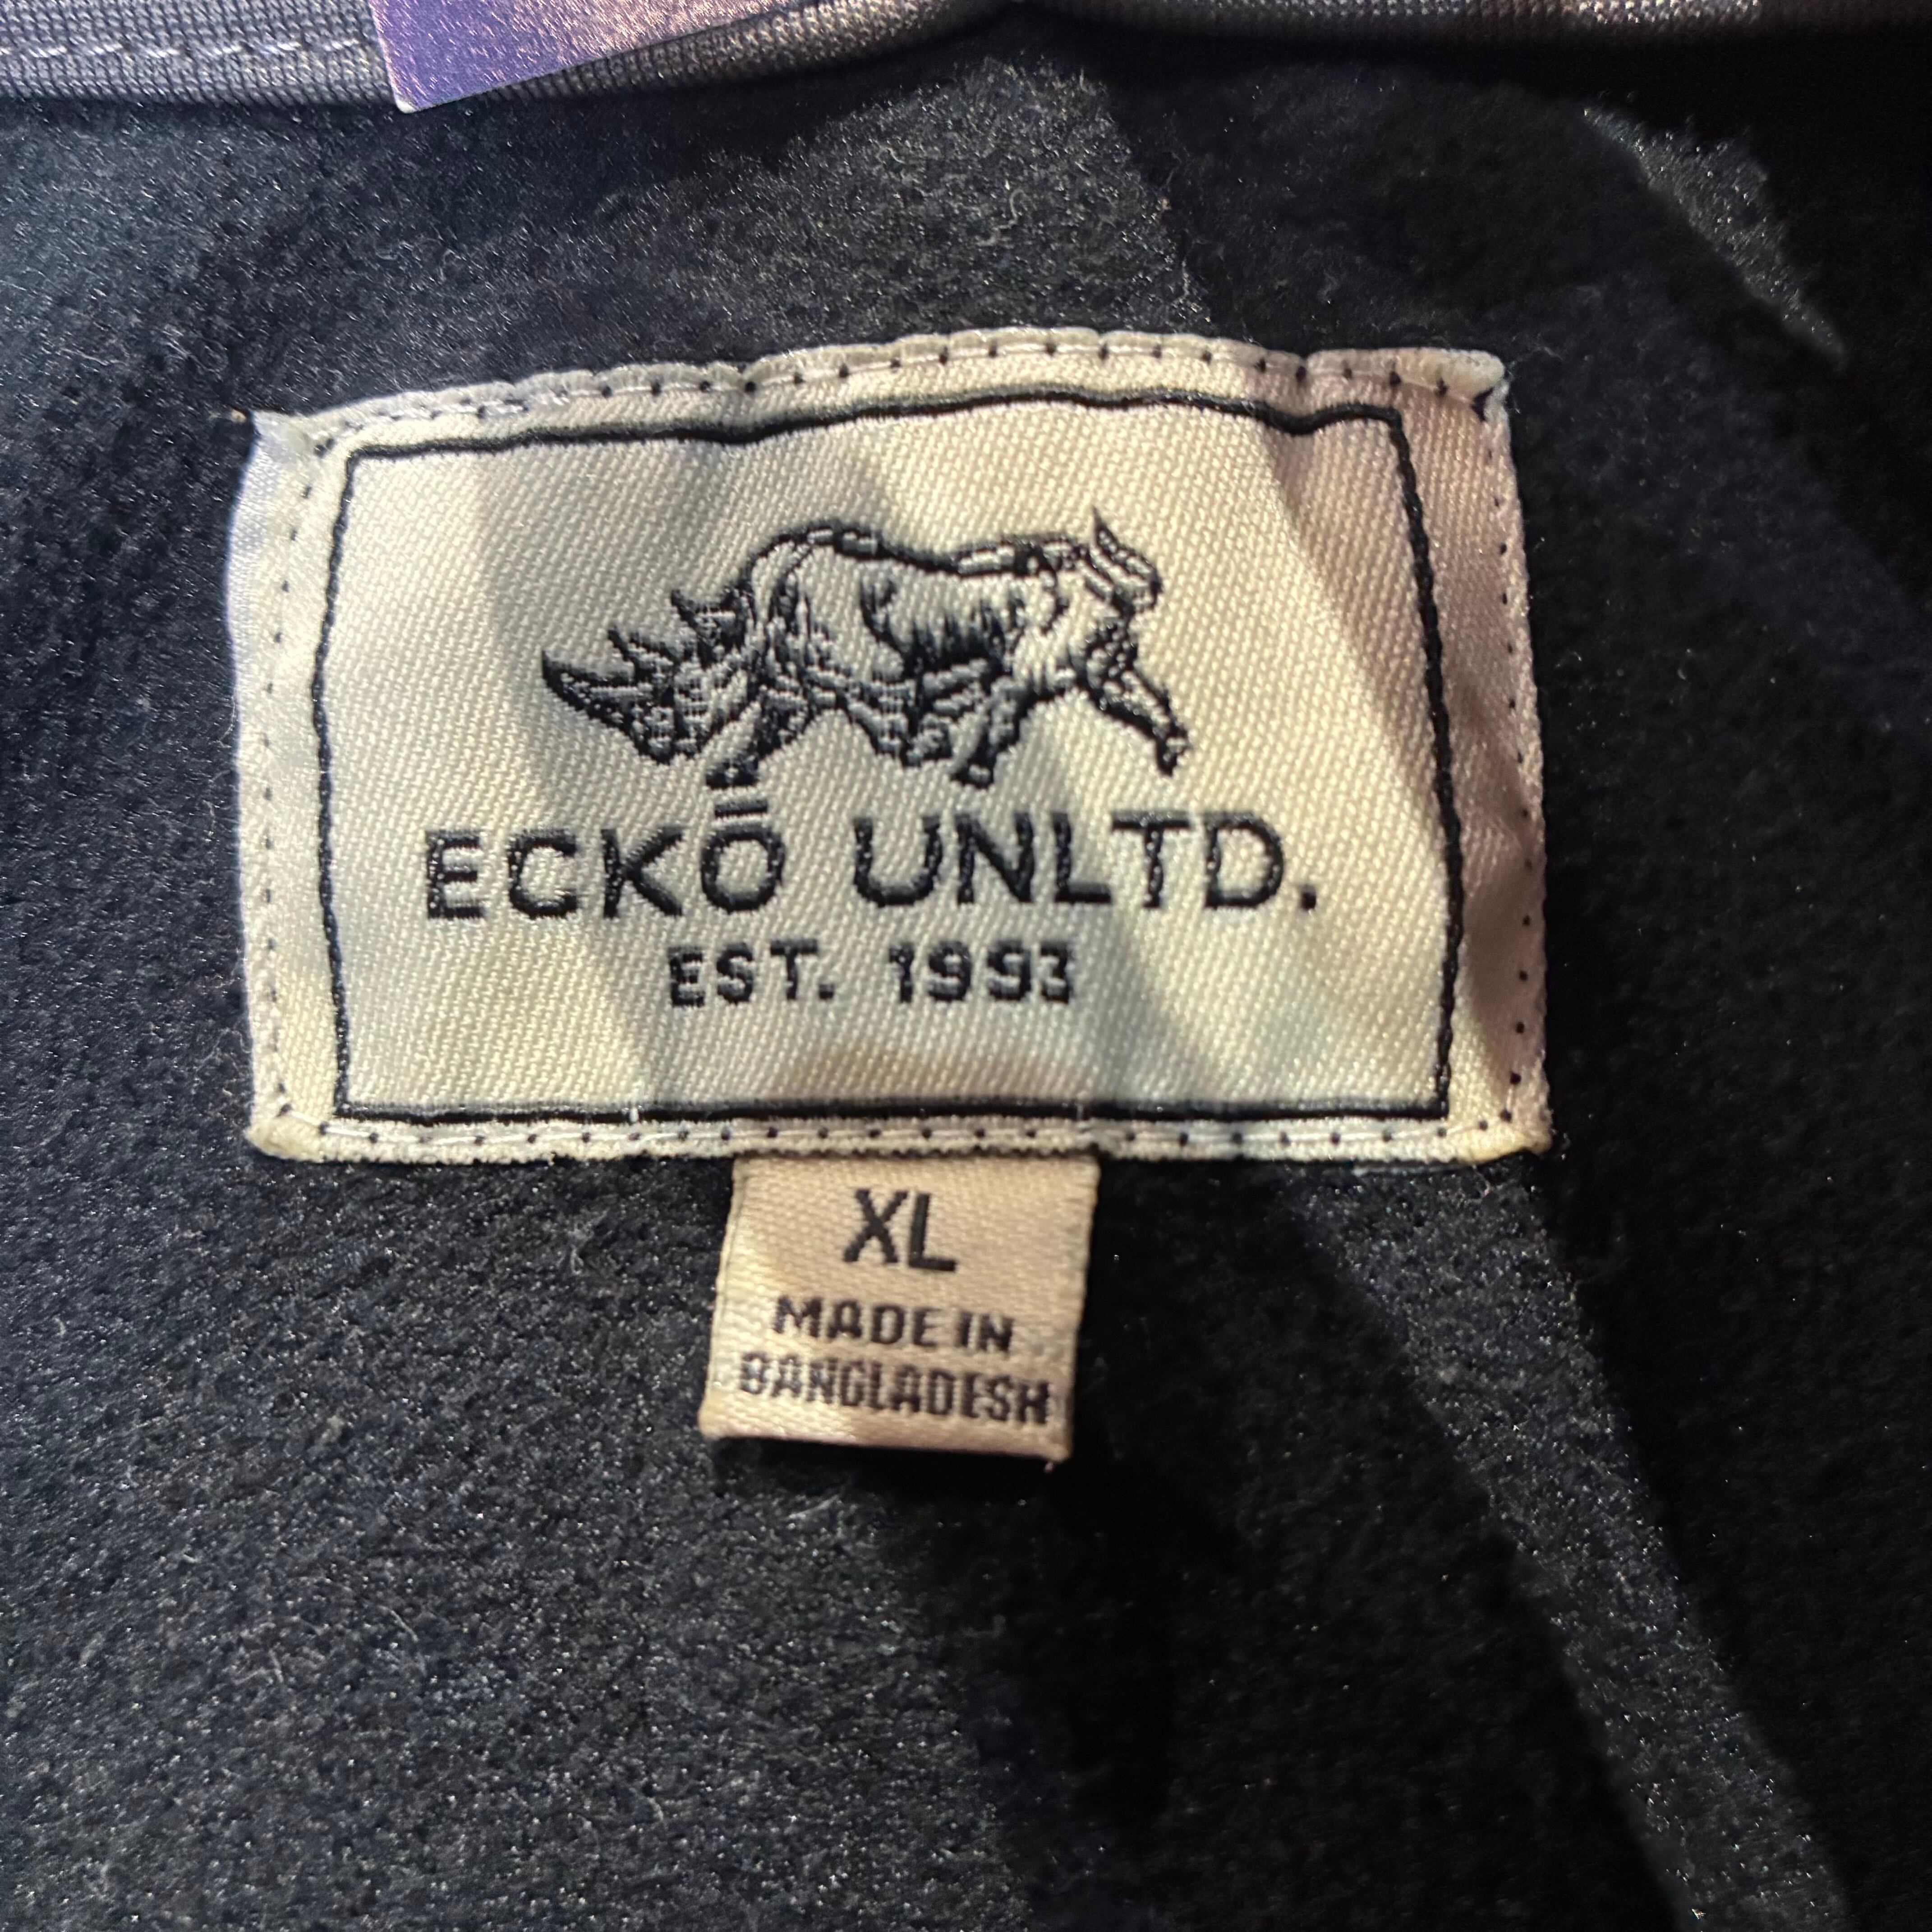 ECKŌ UNLTD.
EST. 1993
XL
MADE IN
BANGLADESH